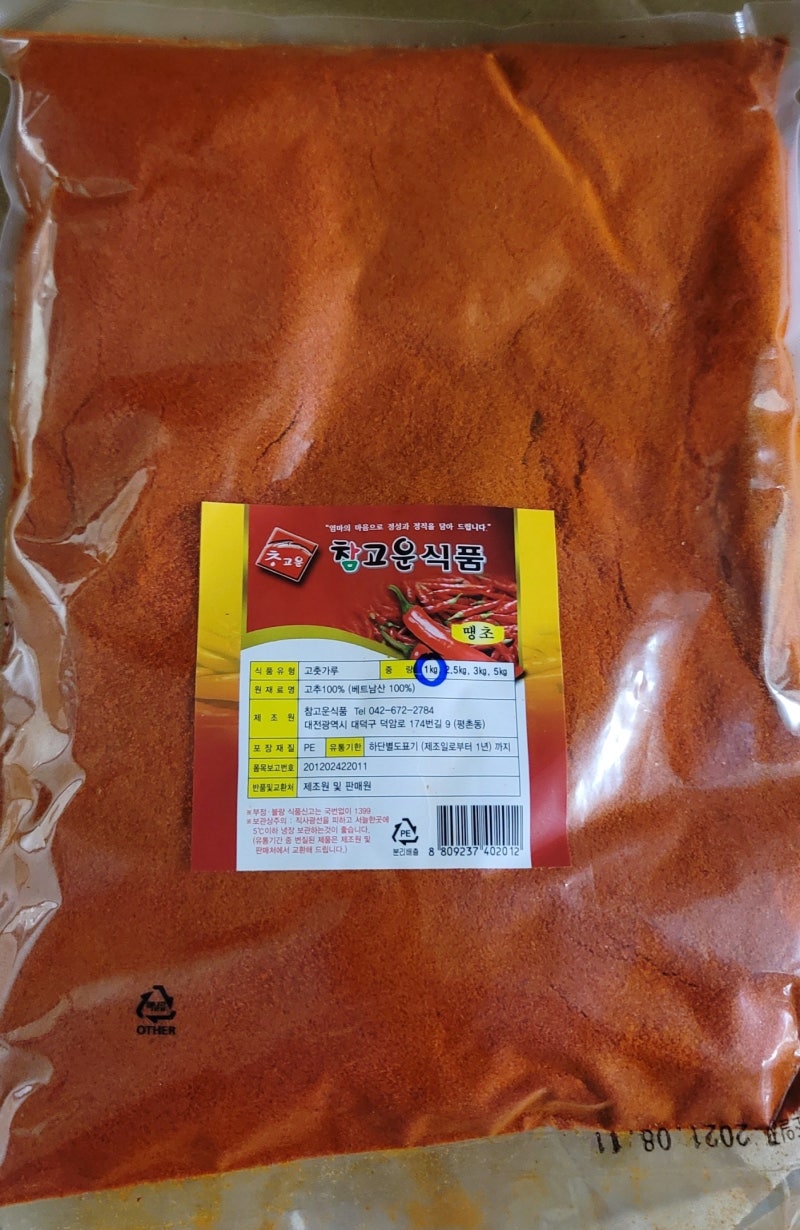 "엄마의 마음으로 정성과 정직을 담아 드립니다."
참고운
참고운식품
땡초
식품유형 고춧가루 중 량 1kg, 2.5kg, 3kg, 5kg
원재료명 고추100% (베트남산 100%)
제 조 원 참고운식품 Tel 042-672-2784
대전광역시 대덕구 덕암로 174번길 9 (평촌동)
포장재질 PE 유통기한 하단별도표기 (제조일로부터 1년) 까지
품목보고번호 201202422011
반품및교환처 제조원 및 판매원
※부정·불량 식품신고는 국번없이 1399
※보관상주의 : 직사광선을 피하고 서늘한곳에
5℃이하 냉장 보관하는것이 좋습니다.
(유통기간 중 변질된 제품은 제조원 및
판매처에서 교환해 드립니다.)
PE
분리배출
8 809237 402012
OTHER
2021.08.11